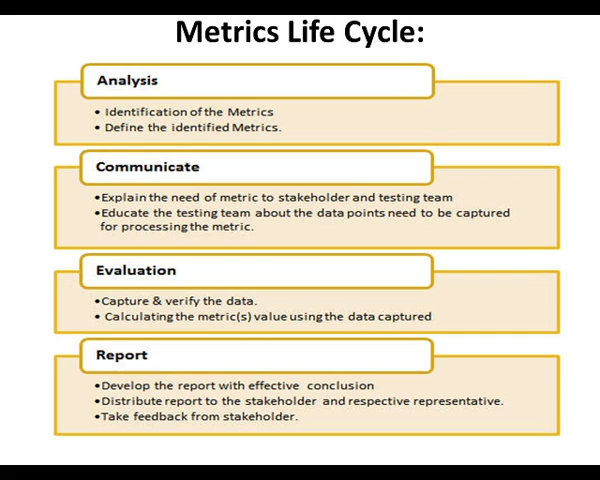 Metrics Life Cycle:
Analysis
• Identification of the Metrics
• Define the identified Metrics.
Communicate
•Explain the need of metric to stakeholder and testing team
•Educate the testing team about the data points need to be captured
for processing the metric.
Evaluation
•Capture & verify the data.
• Calculating the metric(s) value using the data captured
Report
•Develop the report with effective conclusion
•Distribute report to the stakeholder and respective representative.
•Take feedback from stakeholder.